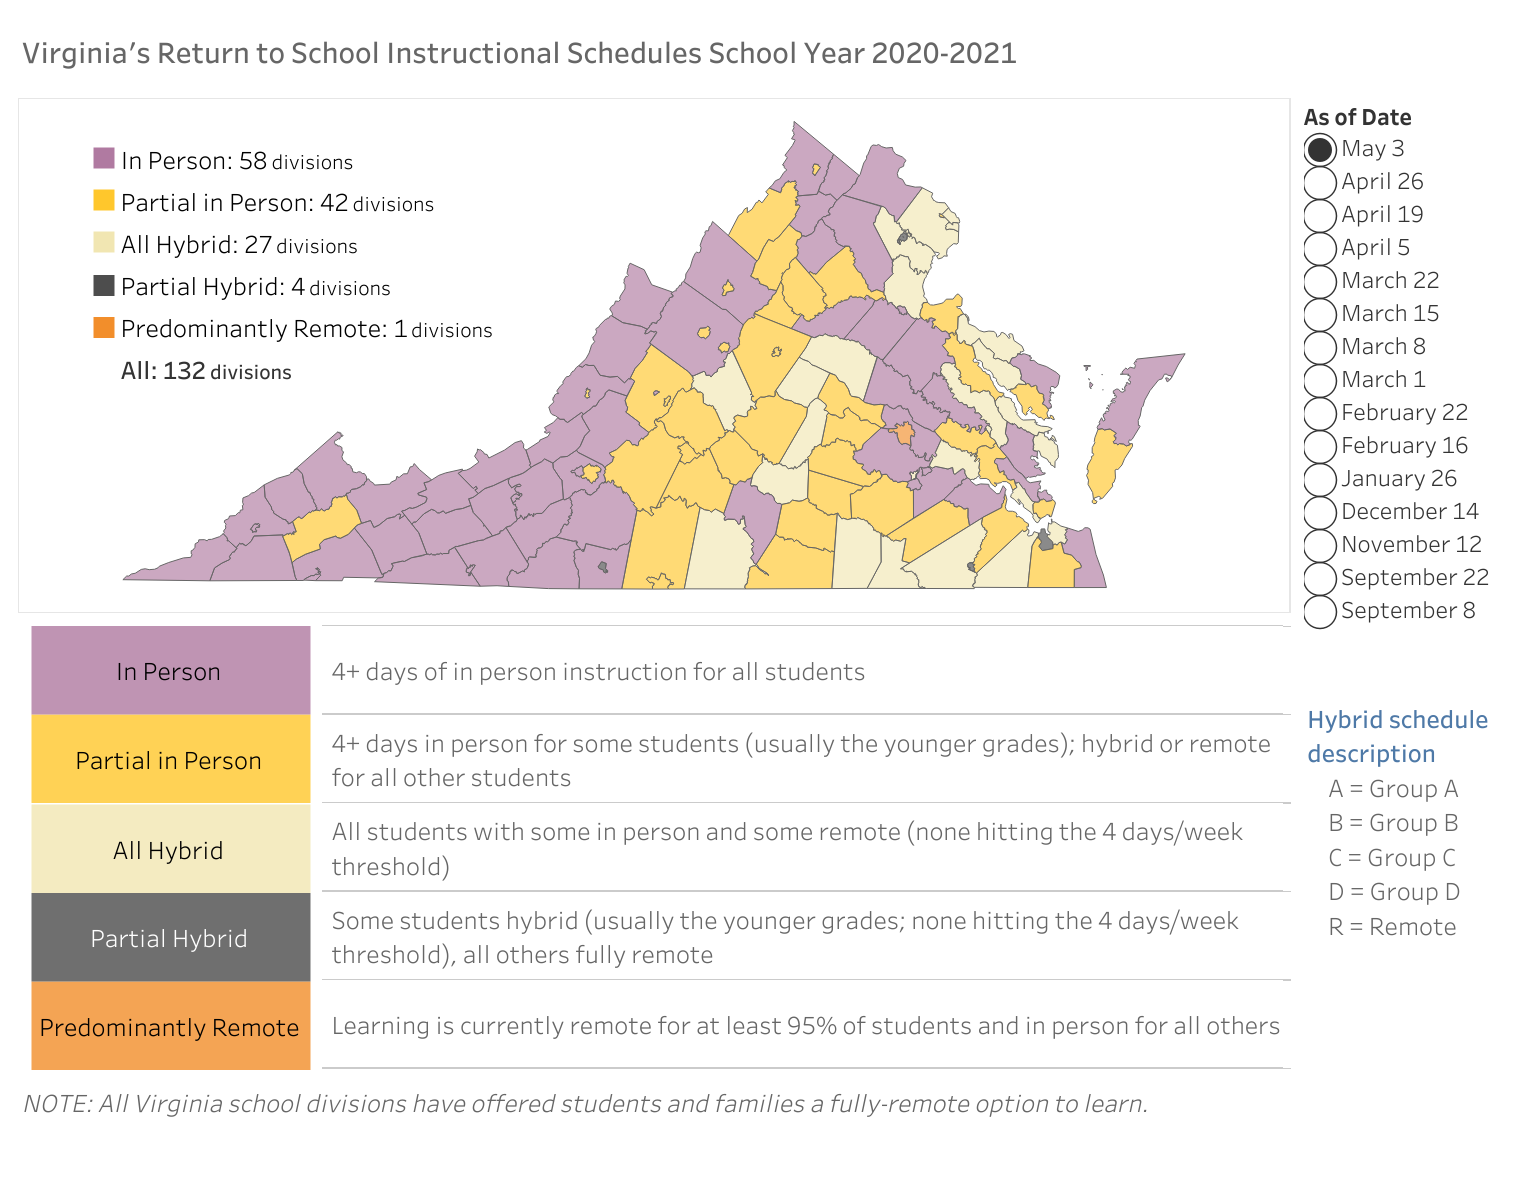 Virginia's Return to School Instructional Schedules School Year 2020-2021
In Person: 58 divisions
Partial in Person: 42 divisions
All Hybrid: 27 divisions
Partial Hybrid: 4 divisions
Predominantly Remote: 1 divisions
All: 132 divisions
As of Date
May 3
April 26
April 19
April 5
March 22
March 15
March 8
March 1
February 22
February 16
January 26
December 14
November 12
September 22
September 8
In Person
4+ days of in person instruction for all students
Partial in Person
4+ days in person for some students (usually the younger grades); hybrid or remote
for all other students
All Hybrid
All students with some in person and some remote (none hitting the 4 days/week
threshold)
Partial Hybrid
Some students hybrid (usually the younger grades; none hitting the 4 days/week
threshold), all others fully remote
Predominantly Remote
Learning is currently remote for at least 95% of students and in person for all others
Hybrid schedule
description
A = Group A
B = Group B
C = Group C
D = Group D
R = Remote
NOTE: All Virginia school divisions have offered students and families a fully-remote option to learn.